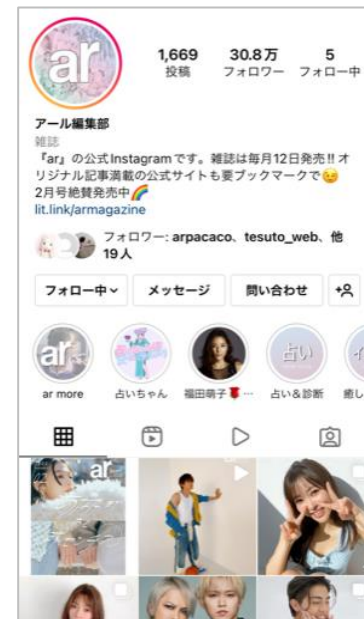 ar
1,669 30.8万 5
投稿 フォロワー フォロー中
アール編集部
雑誌
『ar』の公式Instagramです。雑誌は毎月12日発売!! オ
リジナル記事満載の公式サイトも要ブックマークで😉
2月号絶賛発売中🌈
lit.link/armagazine
フォロワー: arpacaco、tesuto_web、他
19人
フォロー中 メッセージ 問い合わせ
ar 占い
ar more 占いちゃん 福田萌子🌹… 占い&診断 癒し
ar